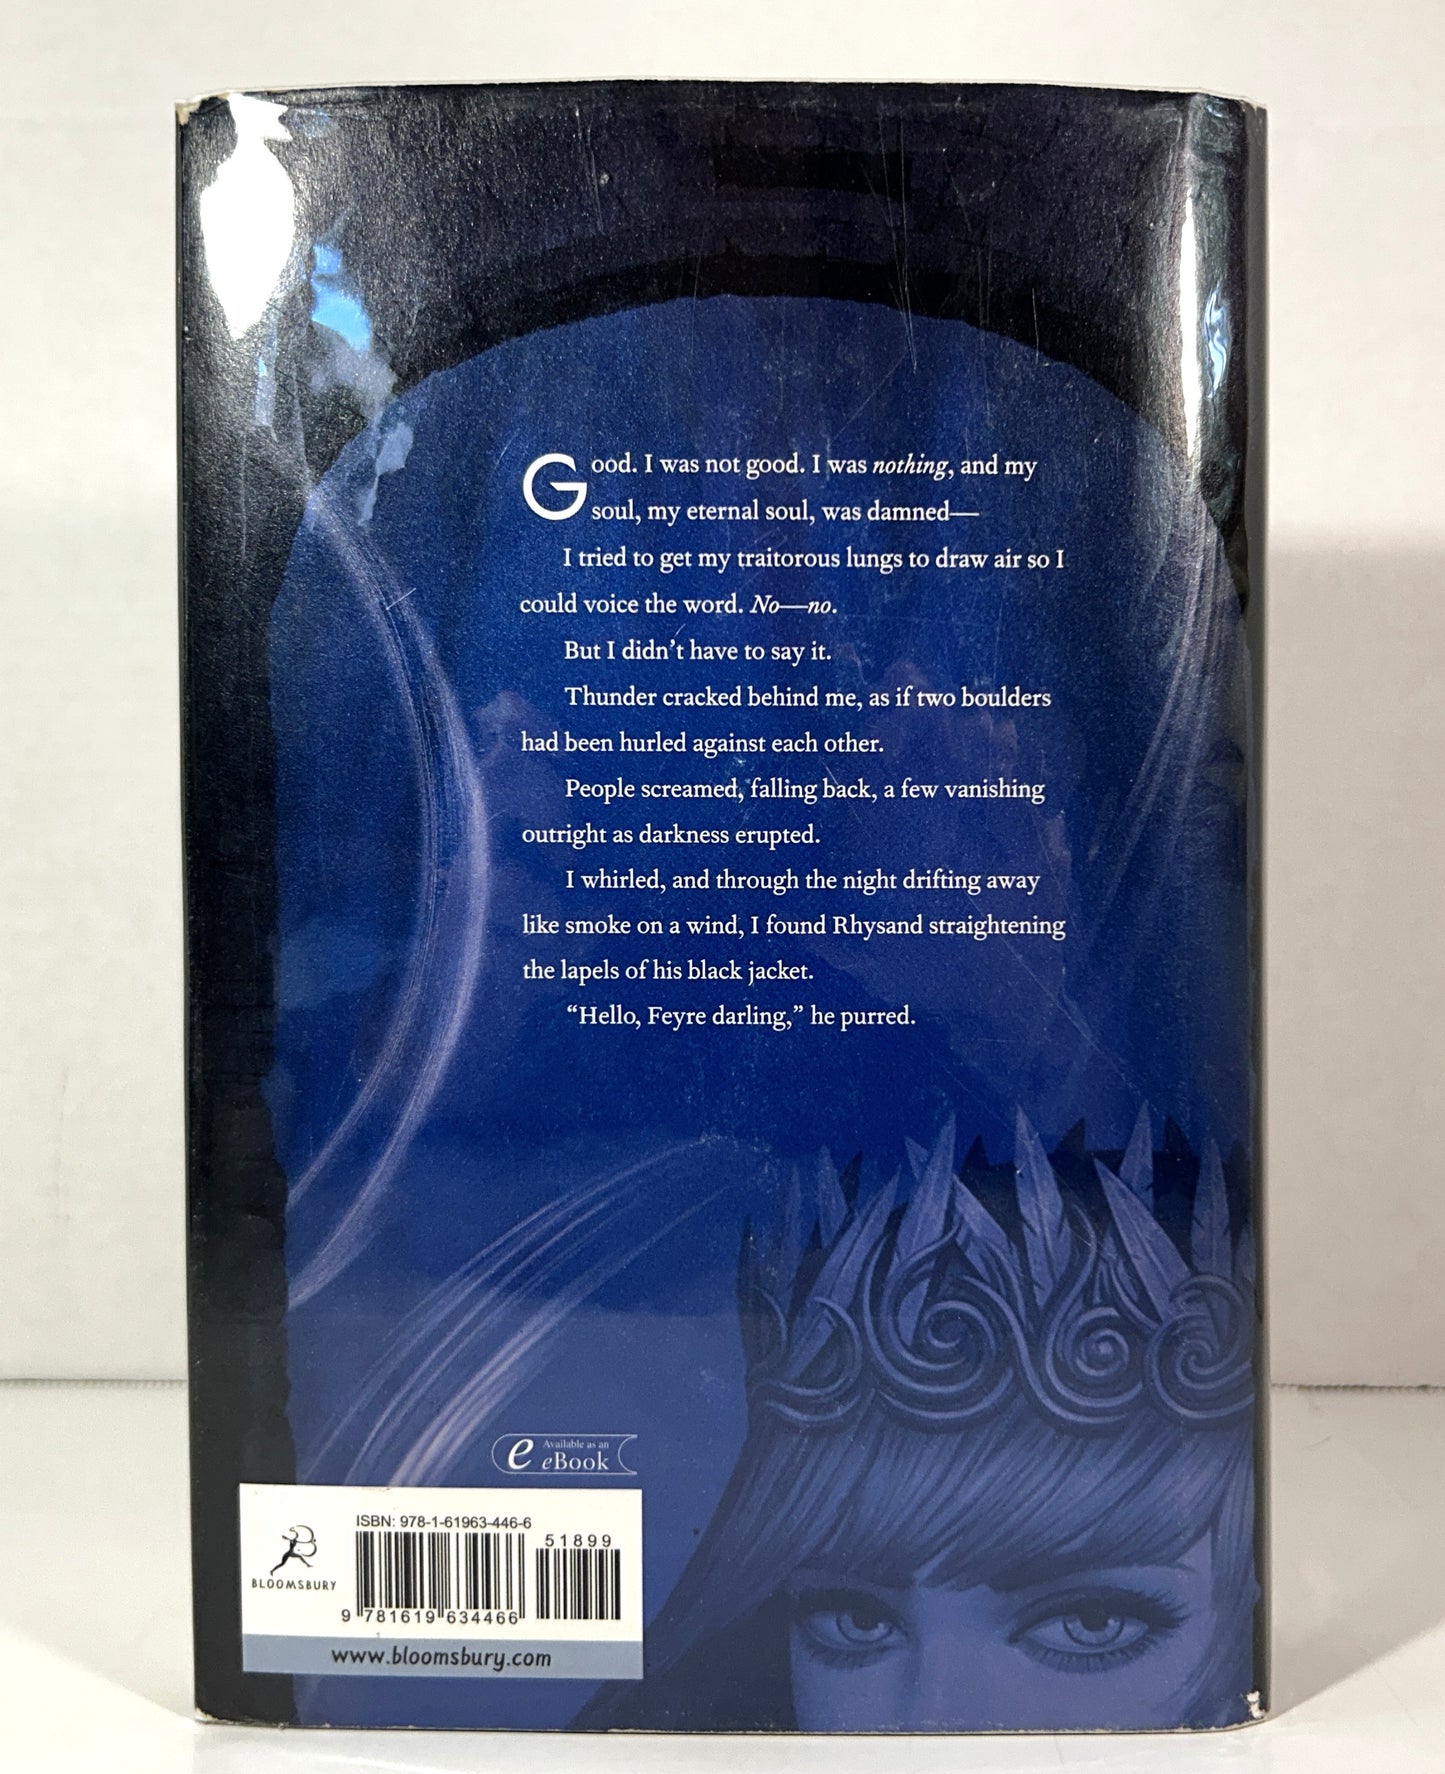 Good. I was not good. I was nothing, and my
soul, my eternal soul, was damned—
I tried to get my traitorous lungs to draw air so I
could voice the word. No—no.
But I didn't have to say it.
Thunder cracked behind me, as if two boulders
had been hurled against each other.
People screamed, falling back, a few vanishing
outright as darkness erupted.
I whirled, and through the night drifting away
like smoke on a wind, I found Rhysand straightening
the lapels of his black jacket.
“Hello, Feyre darling,” he purred.
e Available as an
eBook
ISBN: 978-1-61963-446-6
51899
BLOOMSBURY
9 781619 634466
www.bloomsbury.com